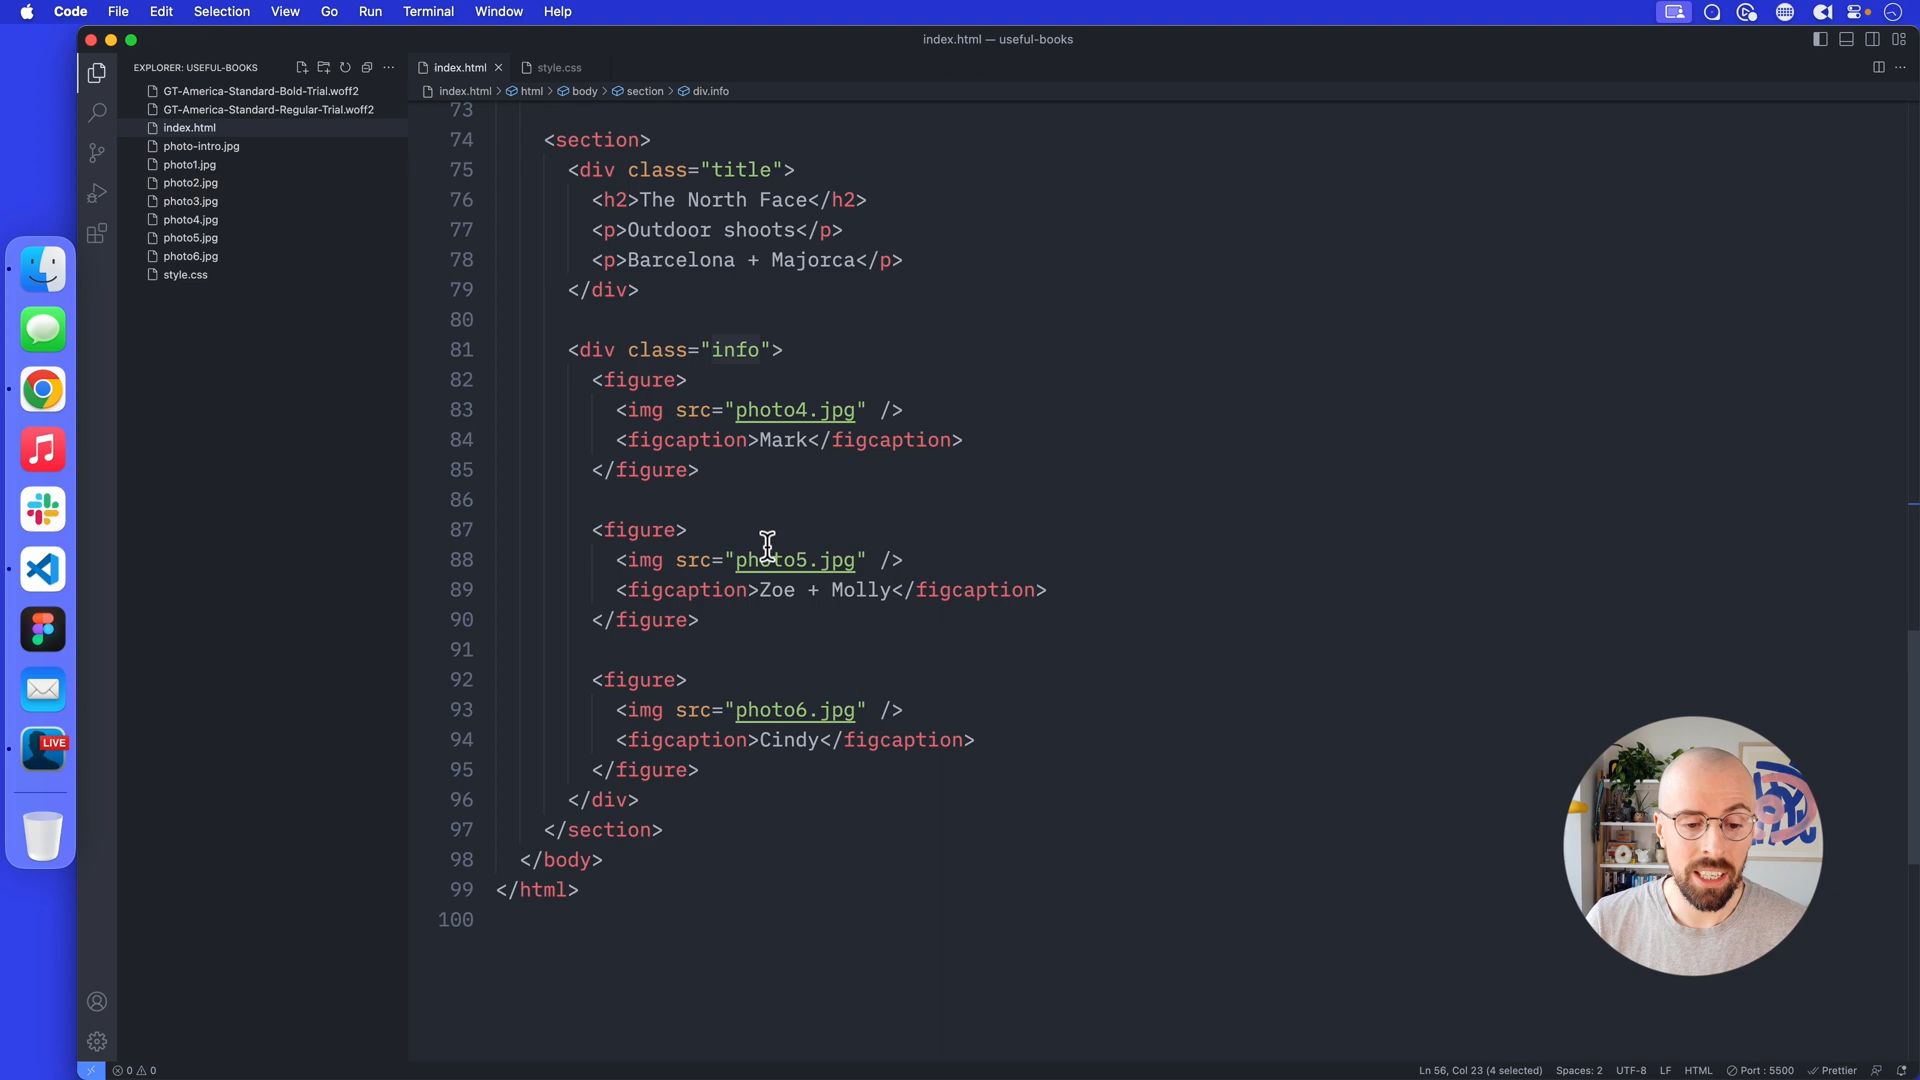 Code File Edit Selection View Go Run Terminal Window Help
index.html — useful-books
EXPLORER: USEFUL-BOOKS
GT-America-Standard-Bold-Trial.woff2
GT-America-Standard-Regular-Trial.woff2
index.html
photo-intro.jpg
photo1.jpg
photo2.jpg
photo3.jpg
photo4.jpg
photo5.jpg
photo6.jpg
style.css
LIVE
index.html style.css
index.html > html > body > section > div.info
73
74 <section>
75 <div class="title">
76 <h2>The North Face</h2>
77 <p>Outdoor shoots</p>
78 <p>Barcelona + Majorca</p>
79 </div>
80
81 <div class="info">
82 <figure>
83 <img src="photo4.jpg" />
84 <figcaption>Mark</figcaption>
85 </figure>
86
87 <figure>
88 <img src="photo5.jpg" />
89 <figcaption>Zoe + Molly</figcaption>
90 </figure>
91
92 <figure>
93 <img src="photo6.jpg" />
94 <figcaption>Cindy</figcaption>
95 </figure>
96 </div>
97 </section>
98 </body>
99 </html>
100
0 0 Ln 56, Col 23 (4 selected) Spaces: 2 UTF-8 LF HTML Port : 5500 Prettier